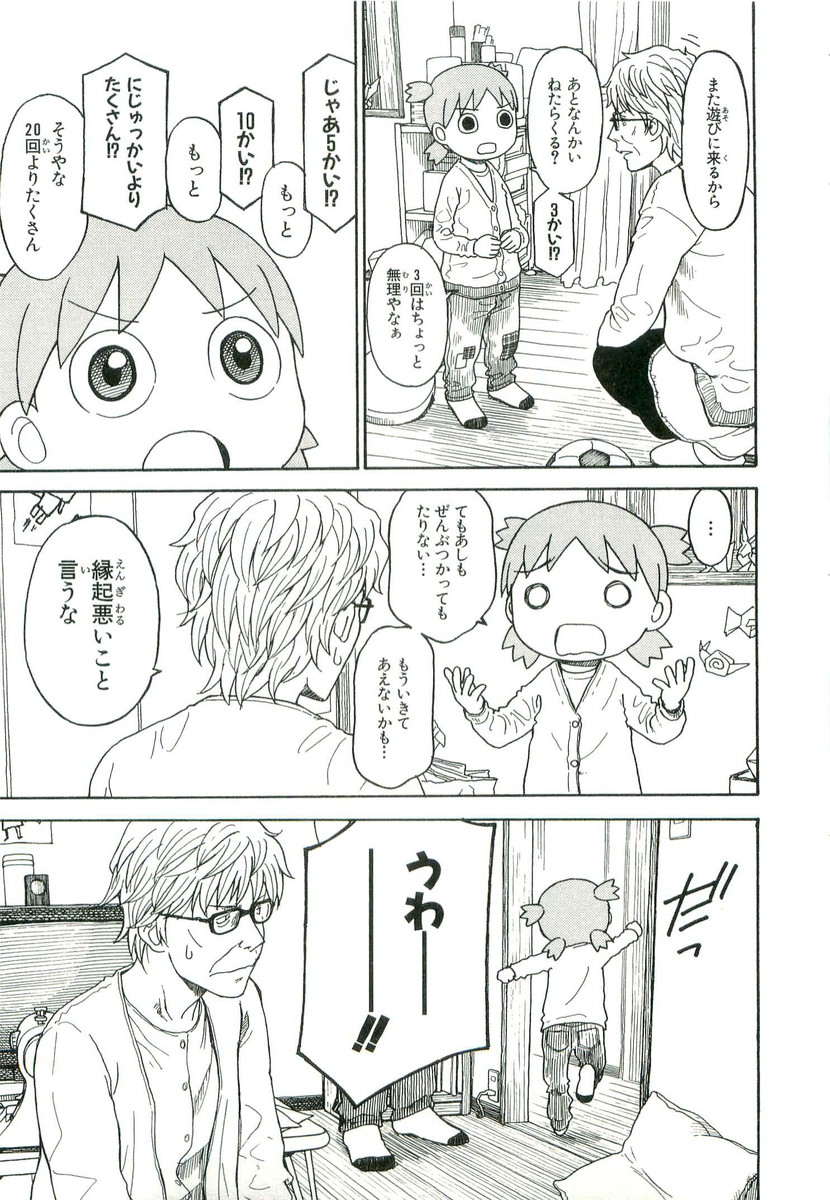 また遊びに来るから
あとなんかい
ねたらくる?
3かい!?
3回はちょっと
無理やなぁ
じゃあ5かい!?
もっと
10かい!?
もっと
にじゅっかいより
たくさん!?
そうやな
20回よりたくさん
…
てもあしも
ぜんぶつかっても
たりない…
もういきて
あえないかも…
縁起悪いこと
言うな
だっ
うわーー!!